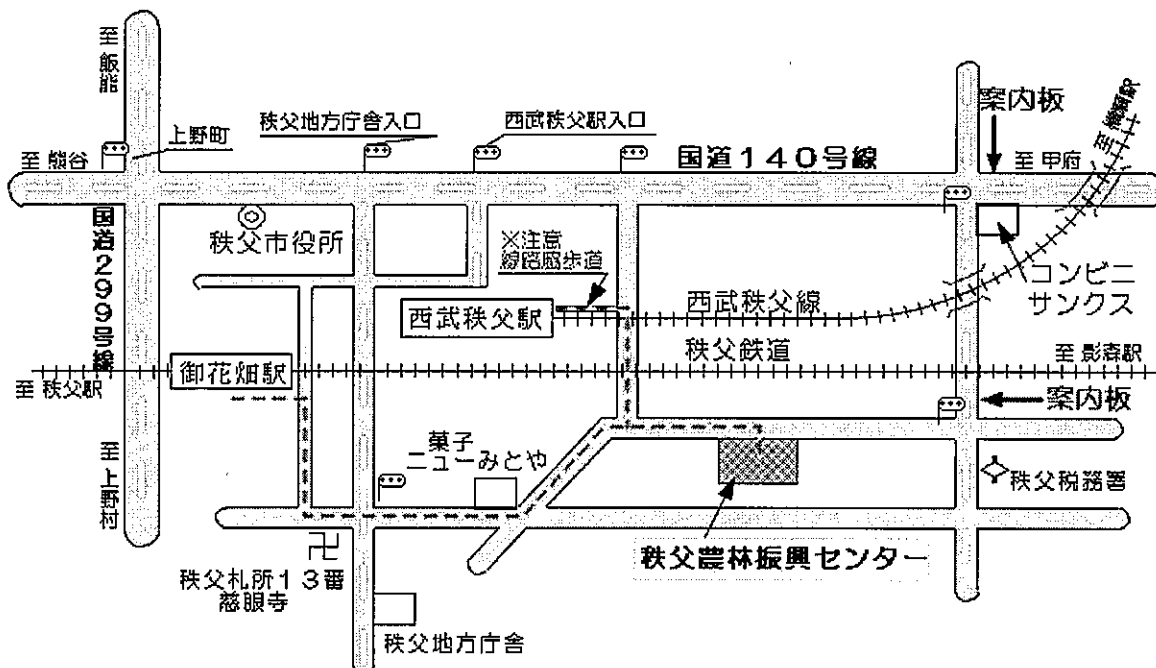 至 飯能
案内板
至 横瀬駅
秩父地方庁舎入口
西武秩父駅入口
上野町
至 熊谷
国道140号線
至 甲府
国道299号線
秩父市役所
※注意
線路脇歩道
コンビニ
サンクス
西武秩父駅
西武秩父線
秩父鉄道
至 影森駅
御花畑駅
至 秩父駅
案内板
菓子
ニューみとや
至 上野村
秩父税務署
卍
秩父農林振興センター
秩父札所13番
慈眼寺
秩父地方庁舎